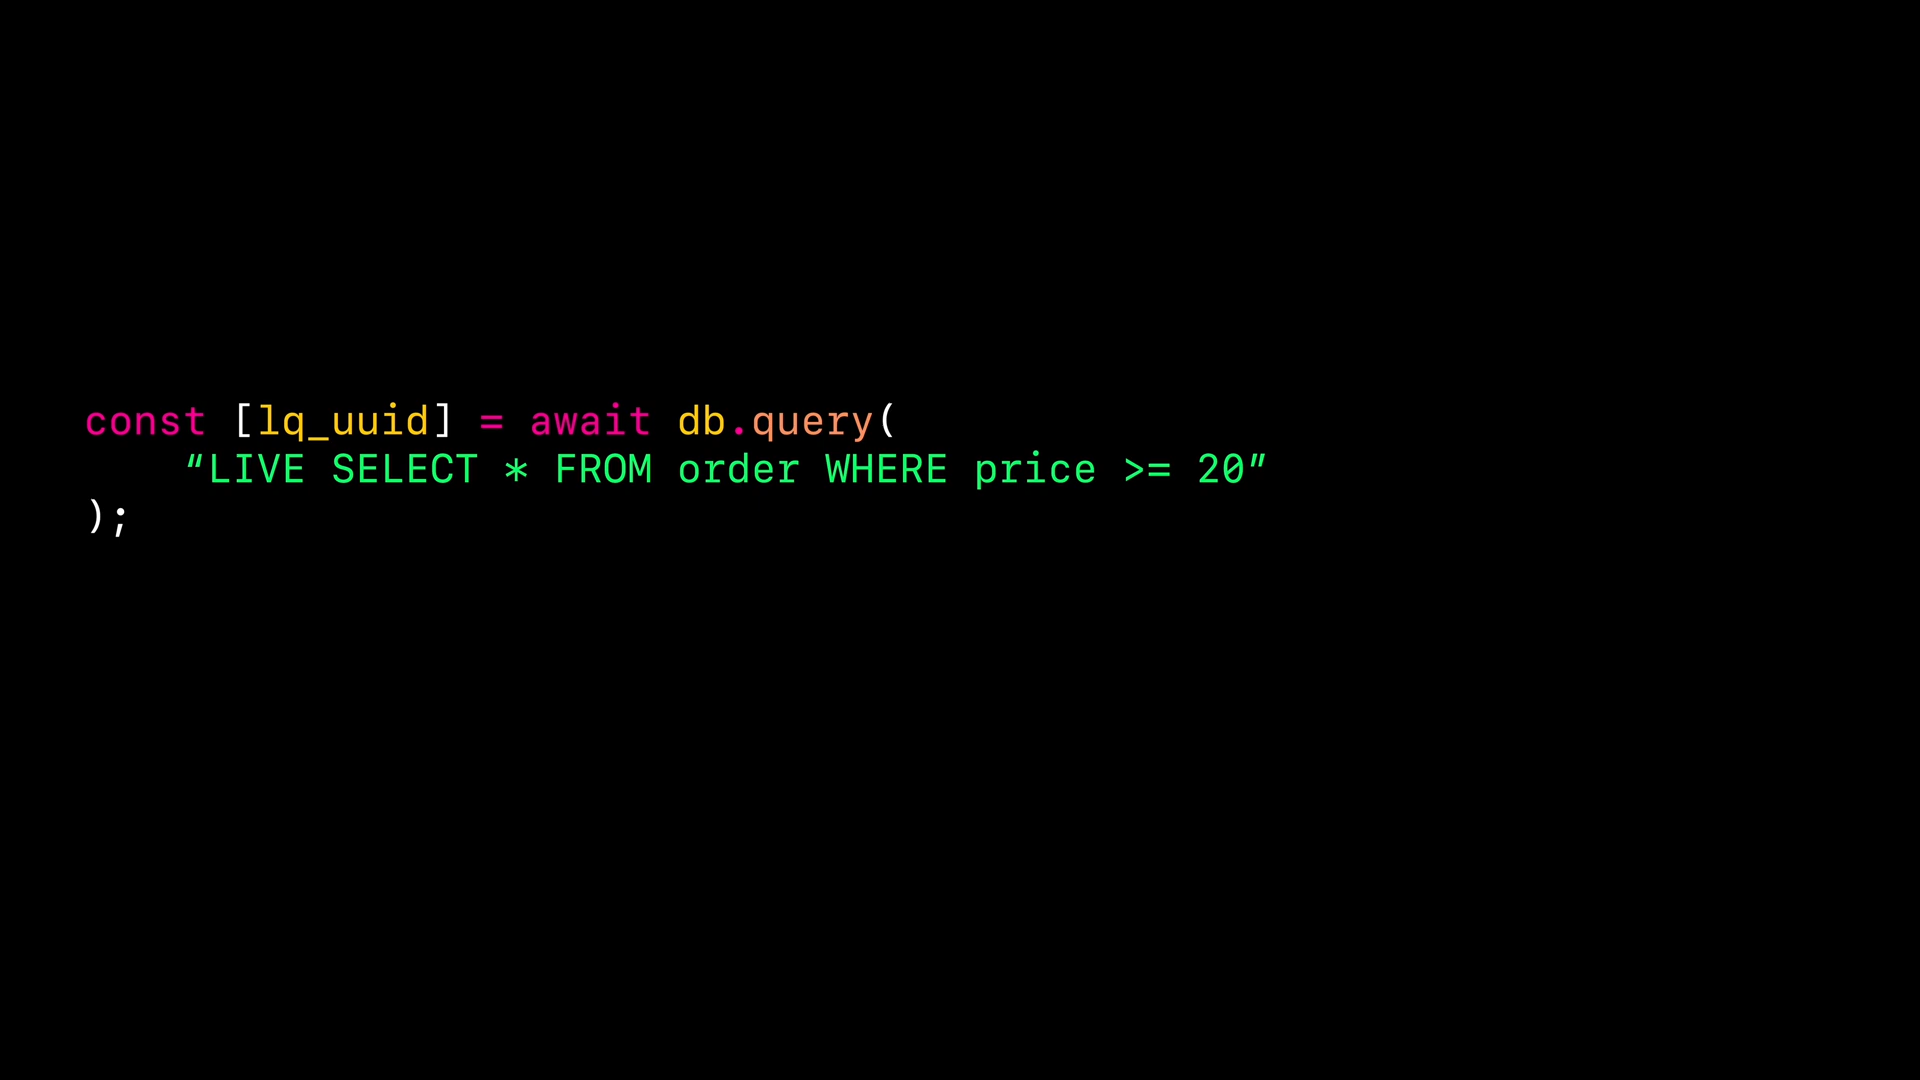 const [lq_uuid] = await db.query(
    “LIVE SELECT * FROM order WHERE price >= 20”
);